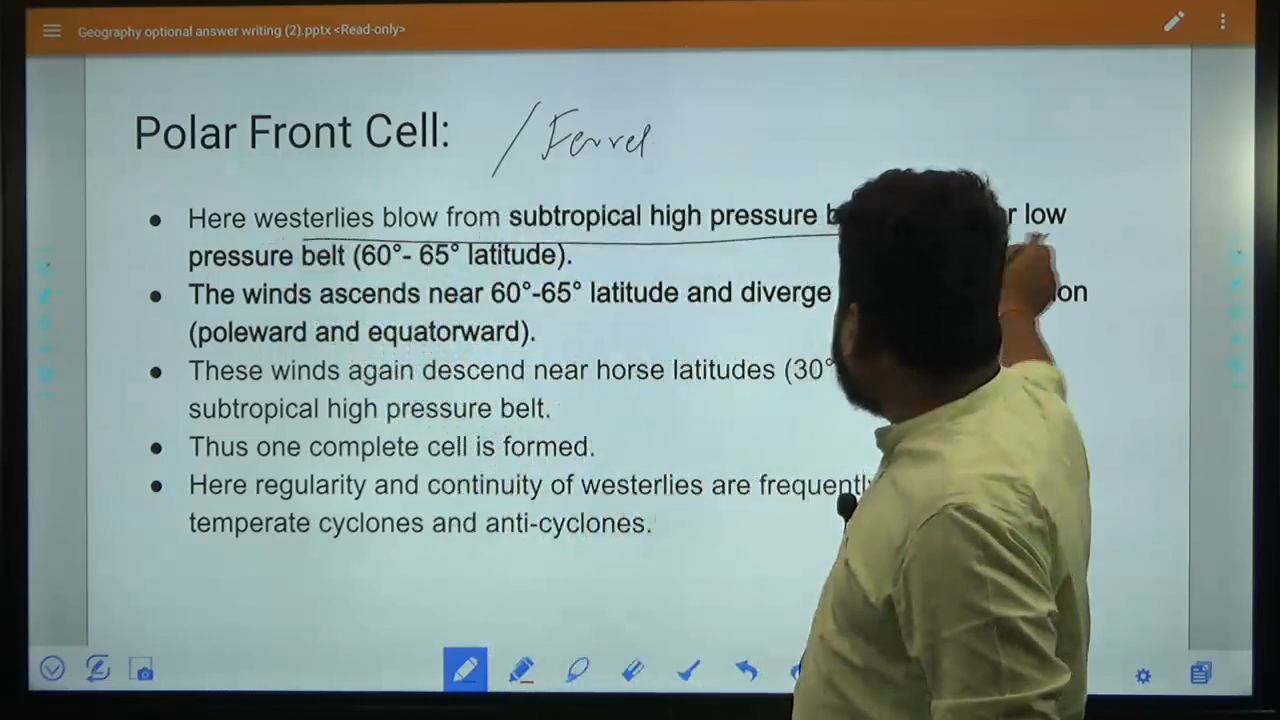 Geography optional answer writing (2).pptx <Read-only>
Polar Front Cell: / Ferrel
Here westerlies blow from subtropical high pressure low
pressure belt (60°- 65° latitude).
The winds ascends near 60°-65° latitude and diverge
(poleward and equatorward).
These winds again descend near horse latitudes (30°
subtropical high pressure belt.
Thus one complete cell is formed.
Here regularity and continuity of westerlies are frequently
temperate cyclones and anti-cyclones.